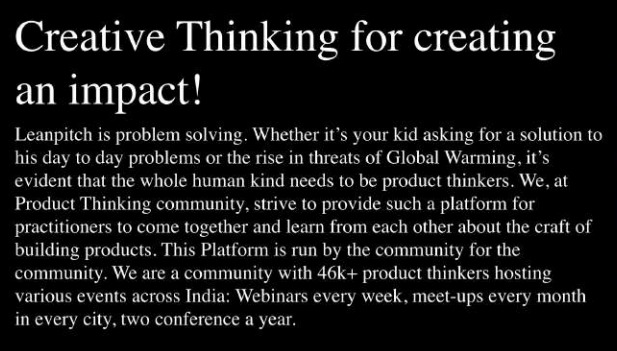 Creative Thinking for creating
an impact!
Leanpitch is problem solving. Whether it's your kid asking for a solution to
his day to day problems or the rise in threats of Global Warming, it's
evident that the whole human kind needs to be product thinkers. We, at
Product Thinking community, strive to provide such a platform for
practitioners to come together and learn from each other about the craft of
building products. This Platform is run by the community for the
community. We are a community with 46k+ product thinkers hosting
various events across India: Webinars every week, meet-ups every month
in every city, two conference a year.